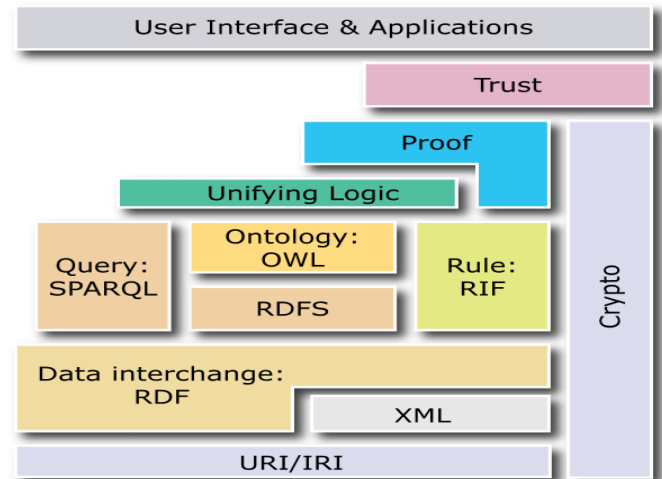 User Interface & Applications
Trust
Proof
Unifying Logic
Query:
SPARQL
Ontology:
OWL
RDFS
Rule:
RIF
Crypto
Data interchange:
RDF
XML
URI/IRI